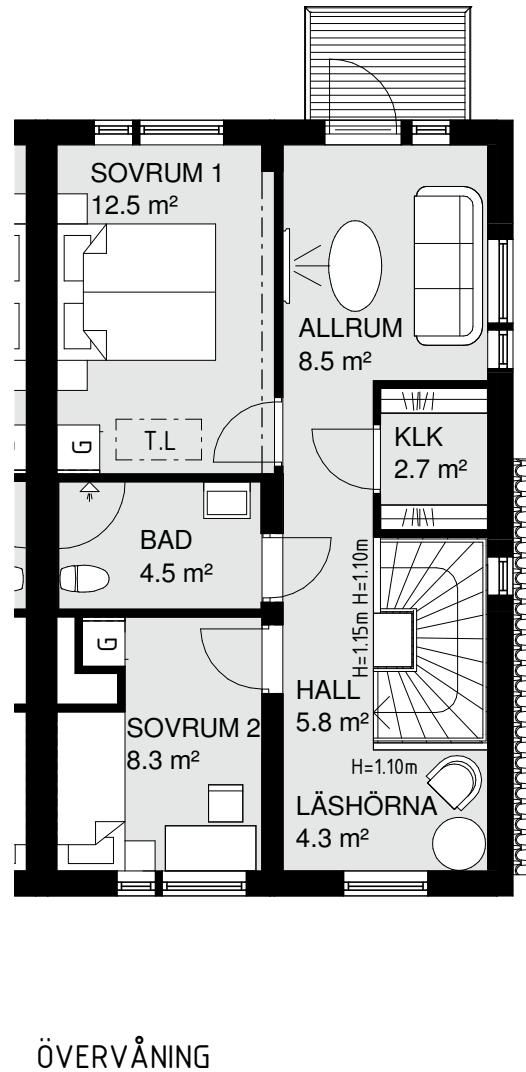 SOVRUM 1
12.5 m²
ALLRUM
8.5 m²
KLK
2.7 m²
G
T.L
BAD
4.5 m²
H=1.15m H=1.10m
G
HALL
5.8 m²
SOVRUM 2
8.3 m²
H=1.10m
LÄSHÖRNA
4.3 m²
ÖVERVÅNING